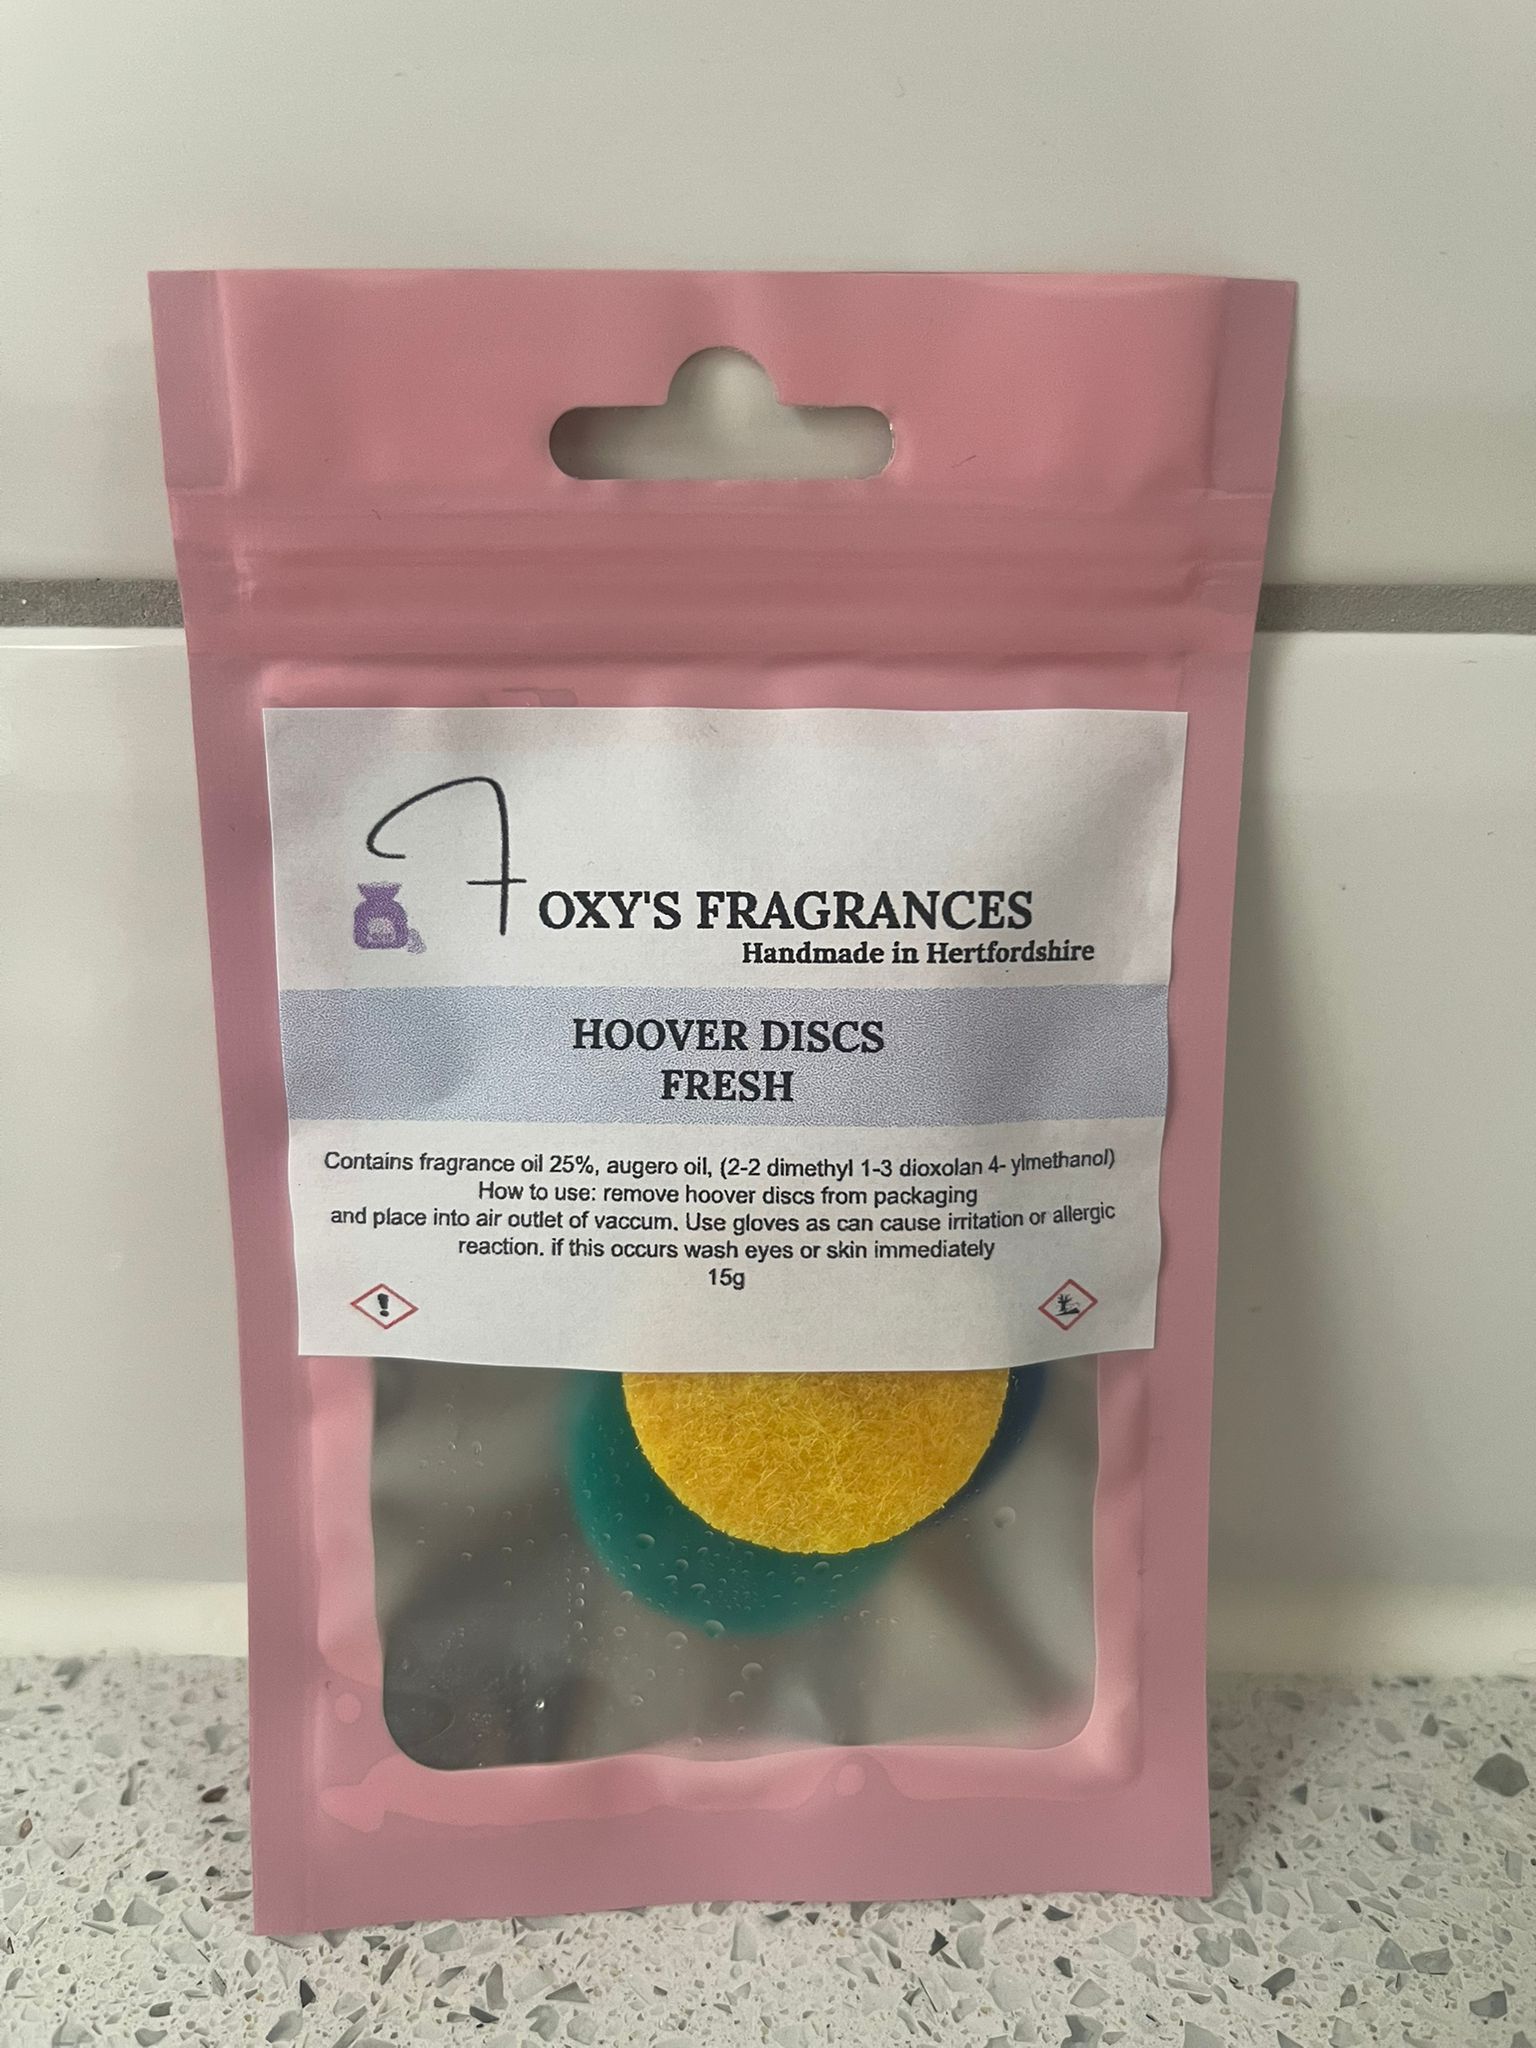 FOXY'S FRAGRANCES
Handmade in Hertfordshire
HOOVER DISCS
FRESH
Contains fragrance oil 25%, augero oil, (2-2 dimethyl 1-3 dioxolan 4- ylmethanol)
How to use: remove hoover discs from packaging
and place into air outlet of vaccum. Use gloves as can cause irritation or allergic
reaction. if this occurs wash eyes or skin immediately
15g